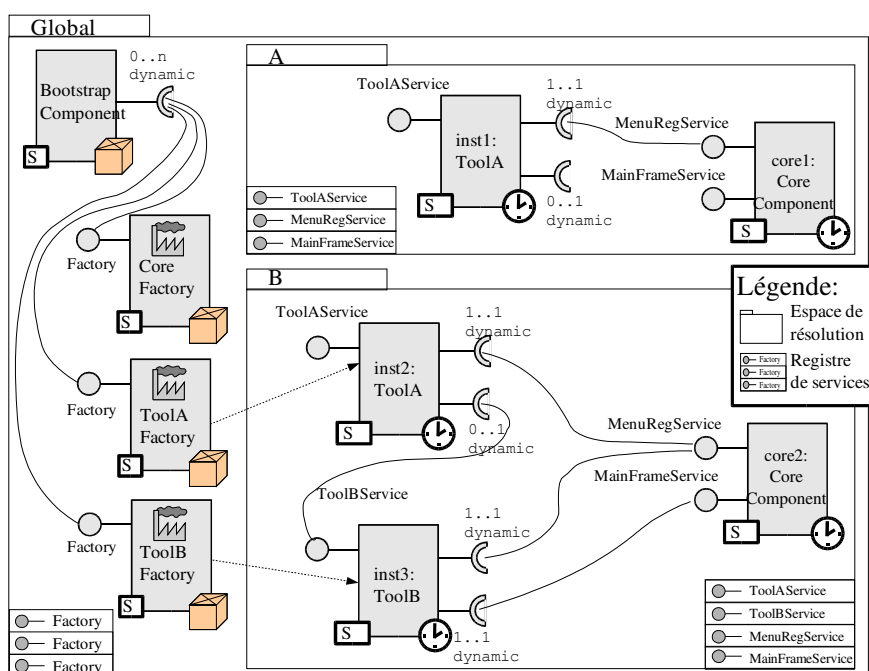 Global
Bootstrap
Component
0..n
dynamic
S
Factory
Core
Factory
S
Factory
ToolA
Factory
S
Factory
ToolB
Factory
S
Factory
Factory
Factory
A
ToolAService
inst1:
ToolA
S
1..1
dynamic
0..1
dynamic
MenuRegService
MainFrameService
core1:
Core
Component
S
ToolAService
MenuRegService
MainFrameService
B
ToolAService
inst2:
ToolA
S
1..1
dynamic
0..1
dynamic
ToolBService
inst3:
ToolB
S
1..1
dynamic
1..1
dynamic
MenuRegService
MainFrameService
core2:
Core
Component
S
ToolAService
ToolBService
MenuRegService
MainFrameService
Légende:
Espace de
résolution
Factory
Factory
Factory
Registre
de services